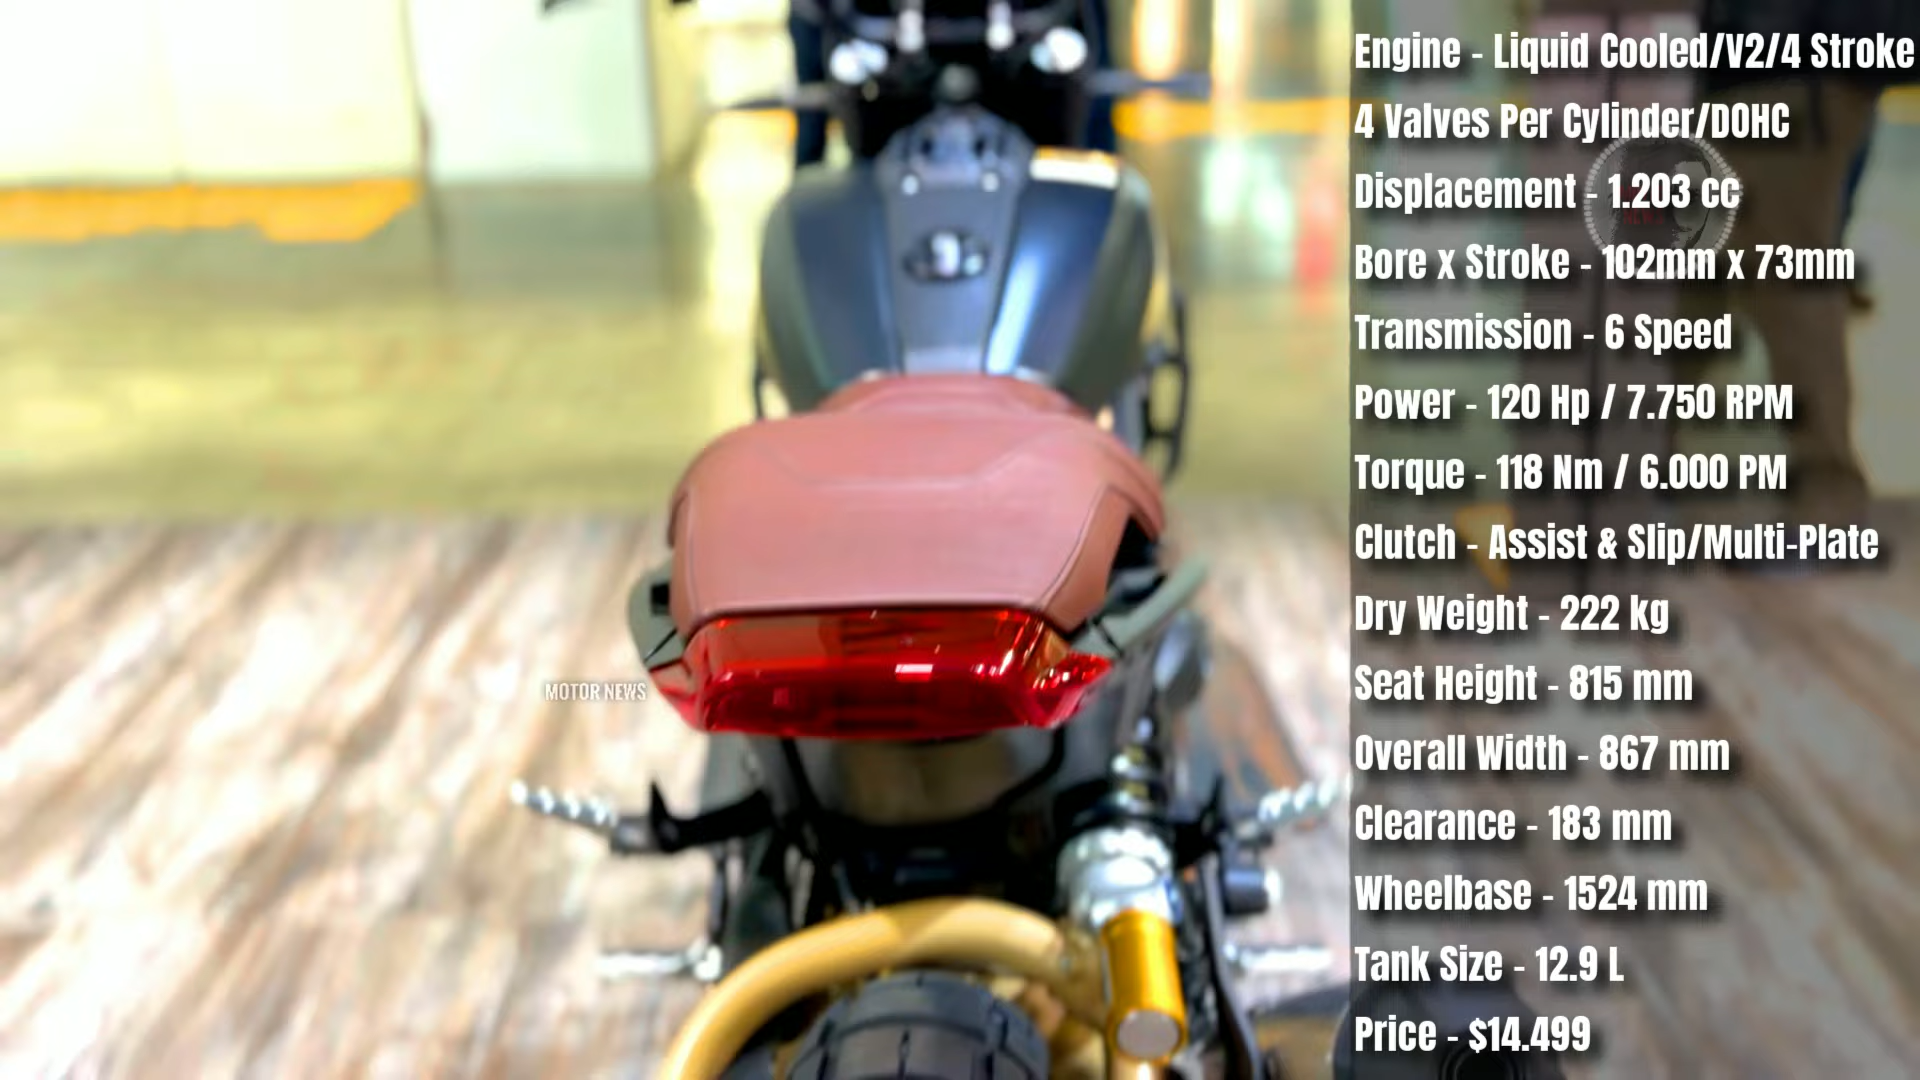 Engine - Liquid Cooled/V2/4 Stroke
4 Valves Per Cylinder/DOHC
Displacement - 1.203 cc
Bore x Stroke - 102mm x 73mm
Transmission - 6 Speed
Power - 120 Hp / 7.750 RPM
Torque - 118 Nm / 6.000 PM
Clutch - Assist & Slip/Multi-Plate
Dry Weight - 222 kg
Seat Height - 815 mm
MOTOR NEWS
Overall Width - 867 mm
Clearance - 183 mm
Wheelbase - 1524 mm
Tank Size - 12.9 L
Price - $14.499